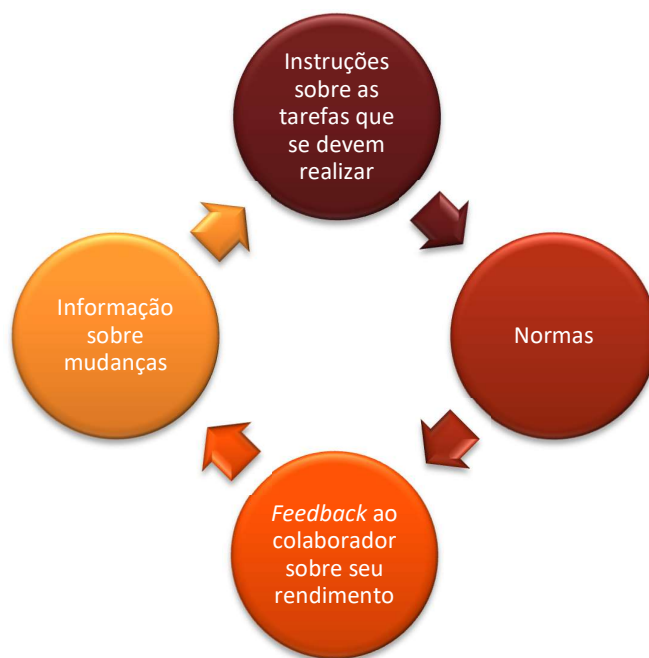 Instruções
sobre as
tarefas que
se devem
realizar
Normas
Feedback ao
colaborador
sobre seu
rendimento
Informação
sobre
mudanças